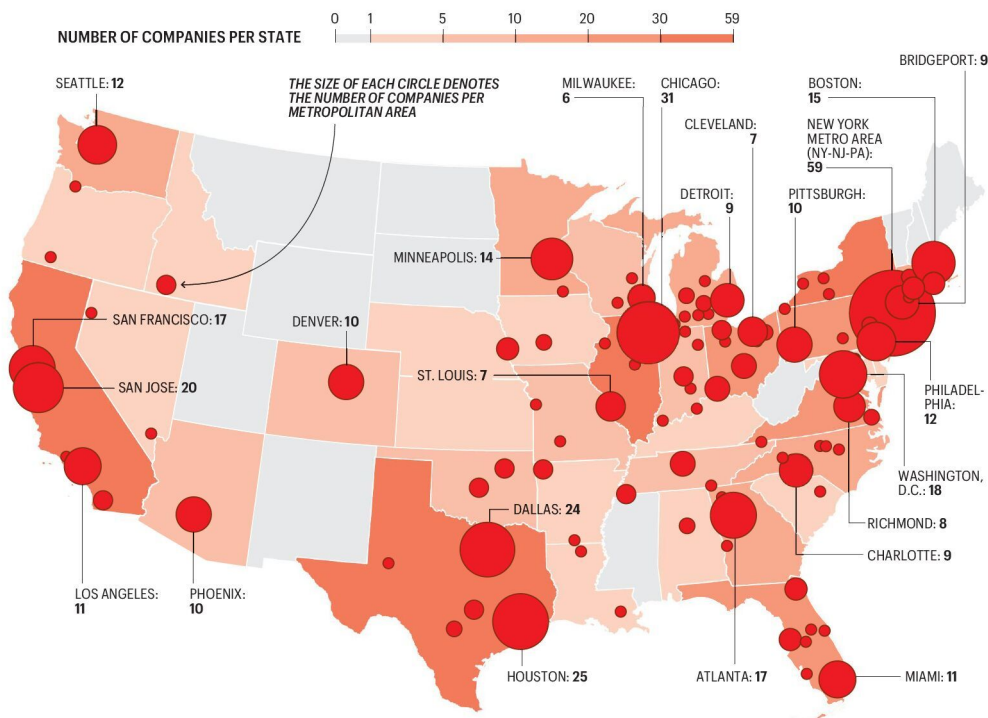 0 1 5 10 20 30 59
NUMBER OF COMPANIES PER STATE
BRIDGEPORT: 9
SEATTLE: 12
THE SIZE OF EACH CIRCLE DENOTES
THE NUMBER OF COMPANIES PER
METROPOLITAN AREA
MILWAUKEE:
6
CHICAGO:
31
BOSTON:
15
CLEVELAND:
7
NEW YORK
METRO AREA
(NY-NJ-PA):
59
DETROIT:
9
PITTSBURGH:
10
MINNEAPOLIS: 14
SAN FRANCISCO: 17
DENVER: 10
ST. LOUIS: 7
SAN JOSE: 20
PHILADEL-
PHIA:
12
WASHINGTON,
D.C.: 18
DALLAS: 24
RICHMOND: 8
CHARLOTTE: 9
LOS ANGELES:
11
PHOENIX:
10
HOUSTON: 25
ATLANTA: 17
MIAMI: 11